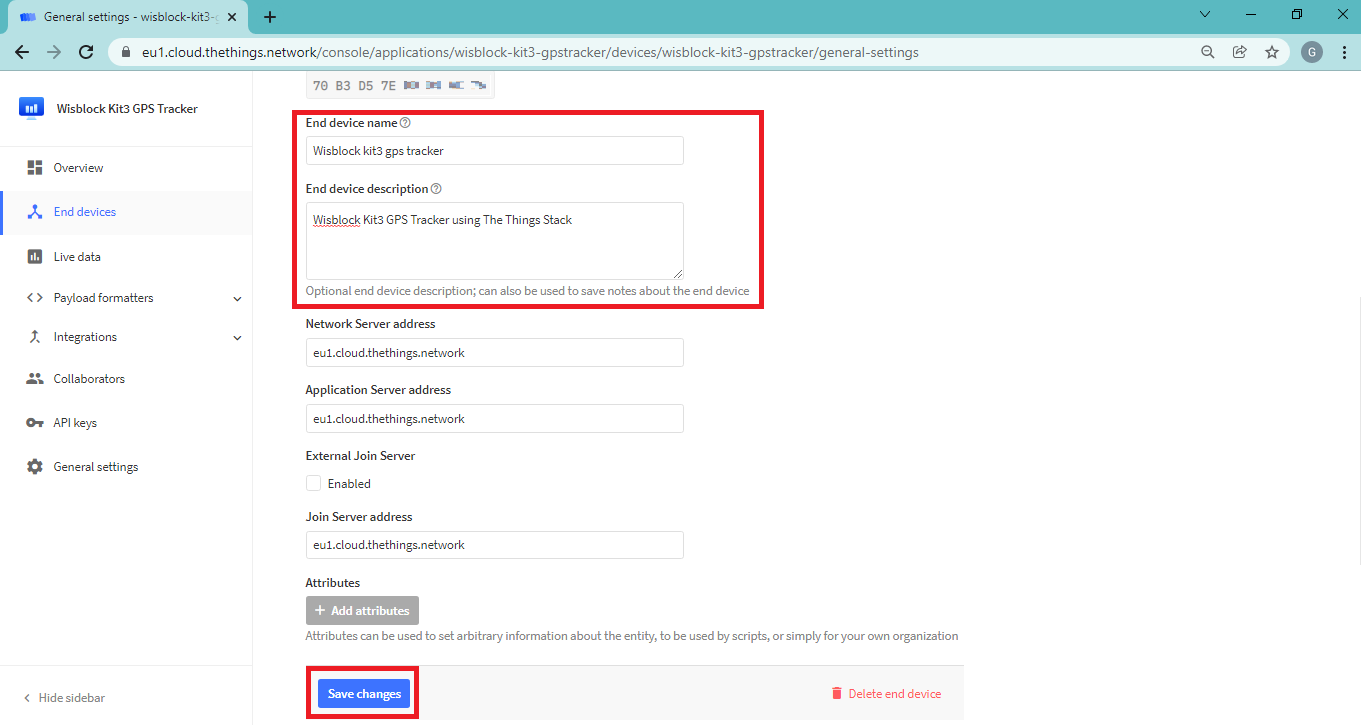 General settings - wisblock-kit3-g
eu1.cloud.thethings.network/console/applications/wisblock-kit3-gpstracker/devices/wisblock-kit3-gpstracker/general-settings
G
Wisblock Kit3 GPS Tracker
Overview
End devices
Live data
Payload formatters
Integrations
Collaborators
API keys
General settings
Hide sidebar
70 B3 D5 7E
End device name
Wisblock kit3 gps tracker
End device description
Wisblock Kit3 GPS Tracker using The Things Stack
Optional end device description; can also be used to save notes about the end device
Network Server address
eu1.cloud.thethings.network
Application Server address
eu1.cloud.thethings.network
External Join Server
Enabled
Join Server address
eu1.cloud.thethings.network
Attributes
+ Add attributes
Attributes can be used to set arbitrary information about the entity, to be used by scripts, or simply for your own organization
Save changes
Delete end device